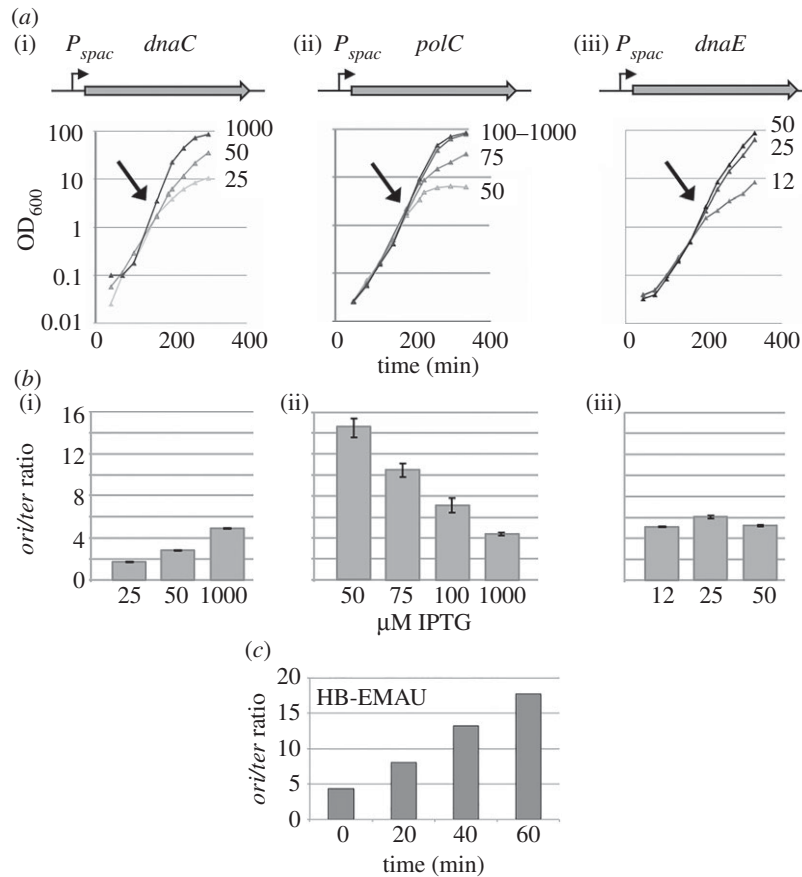 (a)
(i) P_spac dnaC
(ii) P_spac polC
(iii) P_spac dnaE
OD600
100
10
1
0.1
0.01
1000
50
25
100–1000
75
50
50
25
12
0 200 400
0 200 400
0 200 400
time (min)
(b)
(i)
(ii)
(iii)
ori/ter ratio
16
12
8
4
0
25 50 1000
50 75 100 1000
12 25 50
μM IPTG
(c)
ori/ter ratio
HB-EMAU
20
15
10
5
0
0 20 40 60
time (min)